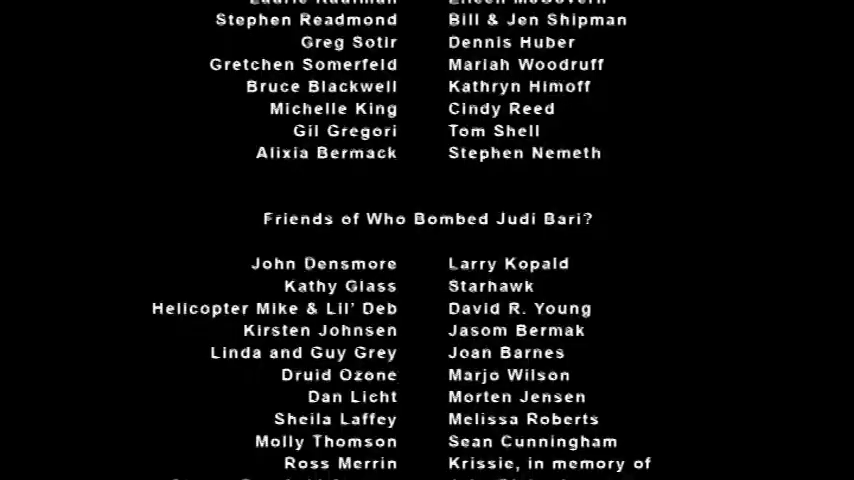 Stephen Readmond Bill & Jen Shipman
Greg Sotir Dennis Huber
Gretchen Somerfeld Mariah Woodruff
Bruce Blackwell Kathryn Himoff
Michelle King Cindy Reed
Gil Gregori Tom Shell
Alixia Bermack Stephen Nemeth
Friends of Who Bombed Judi Bari?
John Densmore Larry Kopald
Kathy Glass Starhawk
Helicopter Mike & Lil' Deb David R. Young
Kirsten Johnsen Jasom Bermak
Linda and Guy Grey Joan Barnes
Druid Ozone Marjo Wilson
Dan Licht Morten Jensen
Sheila Laffey Melissa Roberts
Molly Thomson Sean Cunningham
Ross Merrin Krissie, in memory of